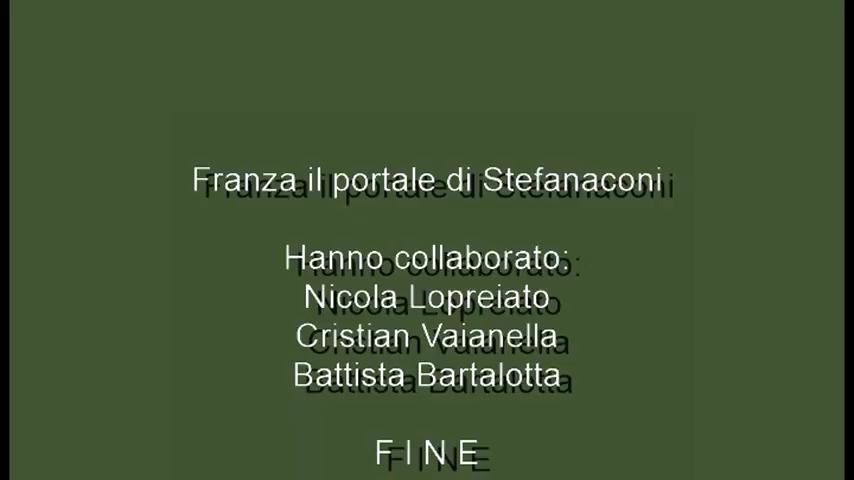 Franza il portale di Stefanaconi
Hanno collaborato:
Nicola Lopreiato
Cristian Vaianella
Battista Bartalotta
F I N E